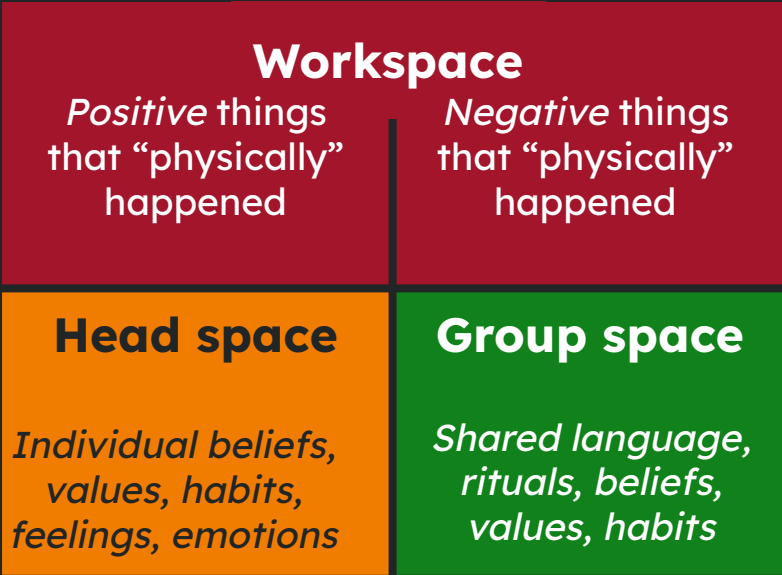 Workspace
Positive things
that “physically”
happened
Negative things
that “physically”
happened
Head space
Individual beliefs,
values, habits,
feelings, emotions
Group space
Shared language,
rituals, beliefs,
values, habits